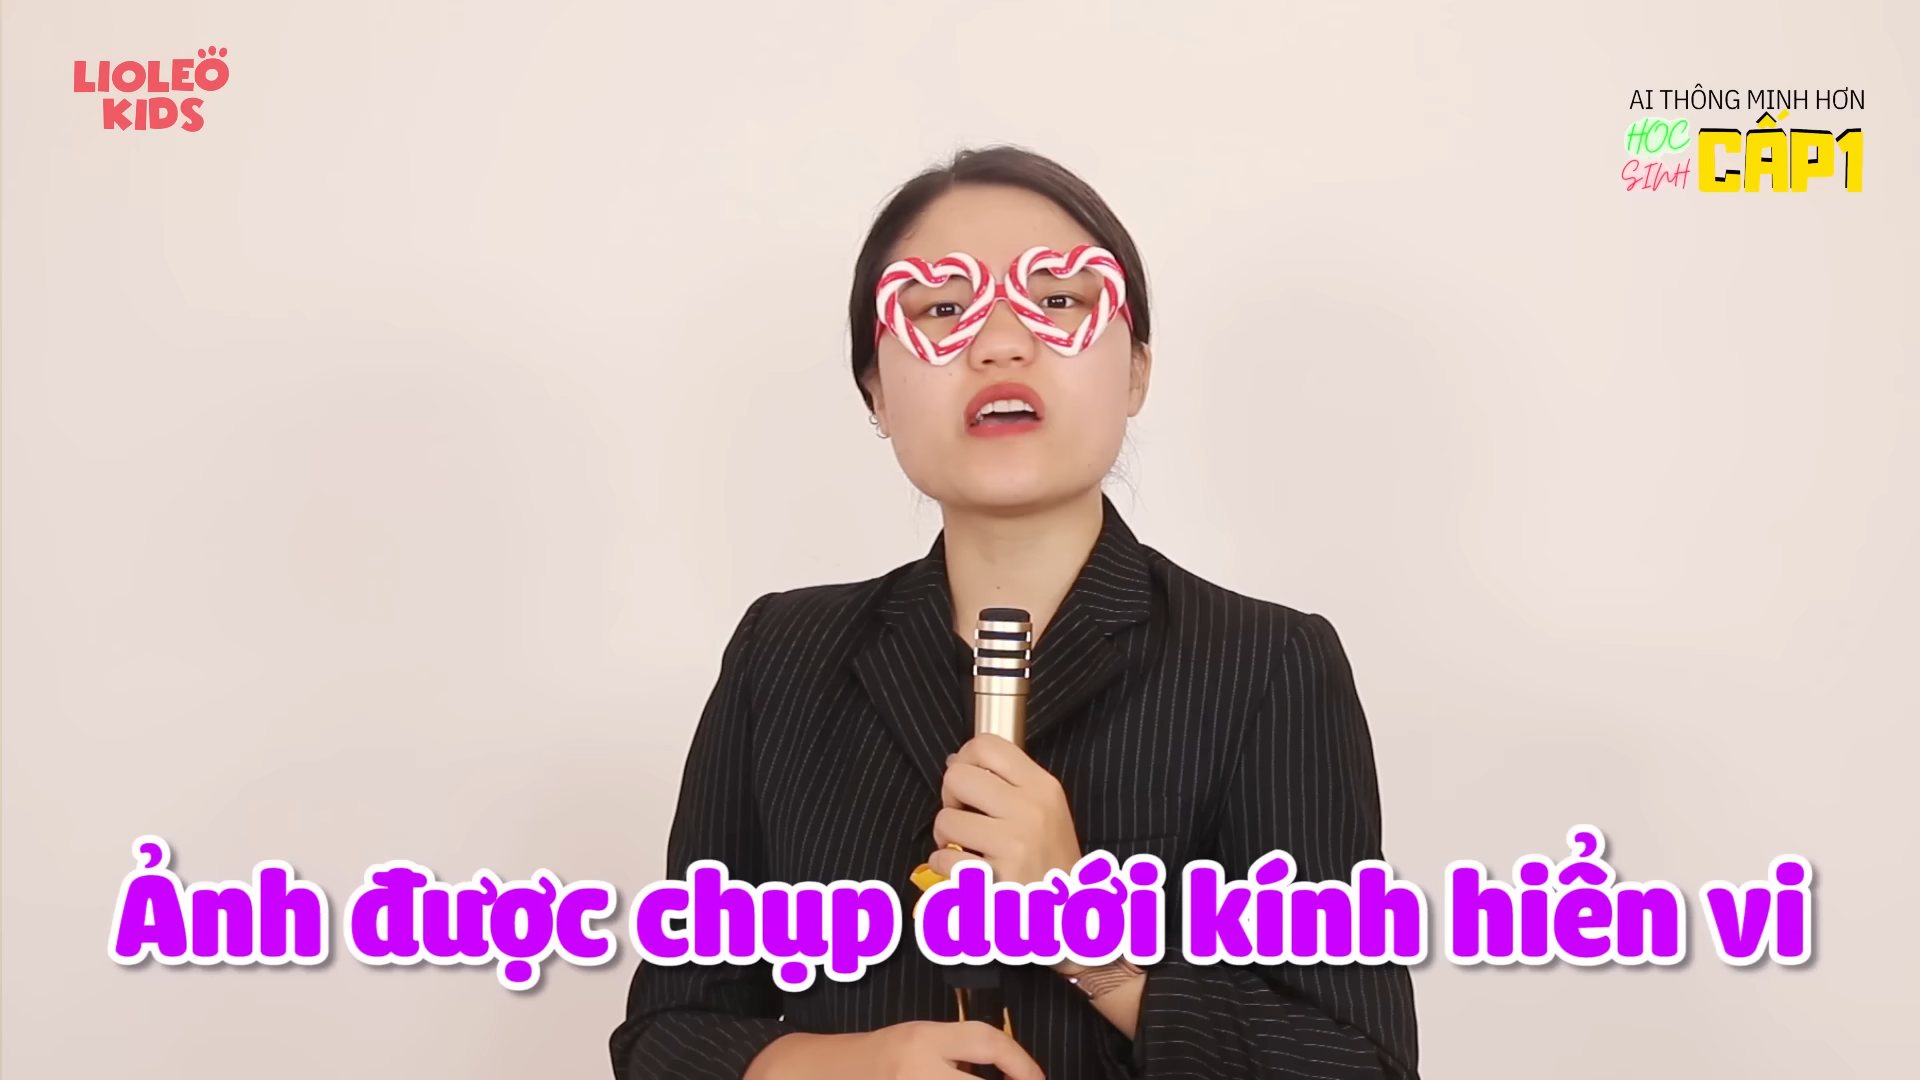 LIOLEO
KIDS
AI THÔNG MINH HƠN
HỌC
SINH
CẤP1
Ảnh được chụp dưới kính hiển vi